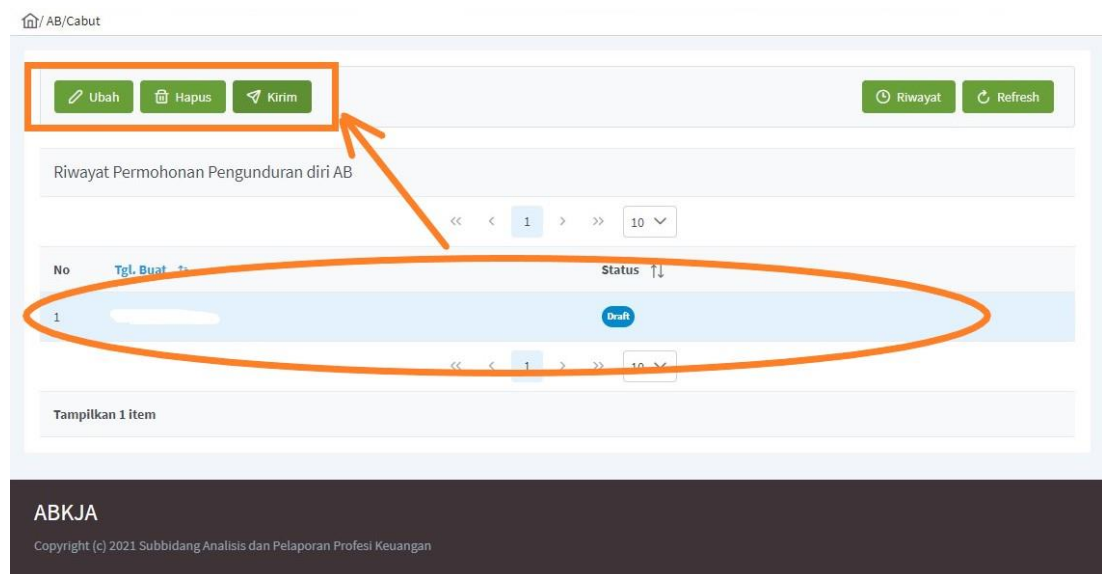 / AB/Cabut
Ubah Hapus Kirim Riwayat Refresh
Riwayat Permohonan Pengunduran diri AB
<< < 1 > >> 10
No Tgl. Buat Status
1 Draft
<< < 1 > >> 10
Tampilkan 1 item
ABKJA
Copyright (c) 2021 Subbidang Analisis dan Pelaporan Profesi Keuangan